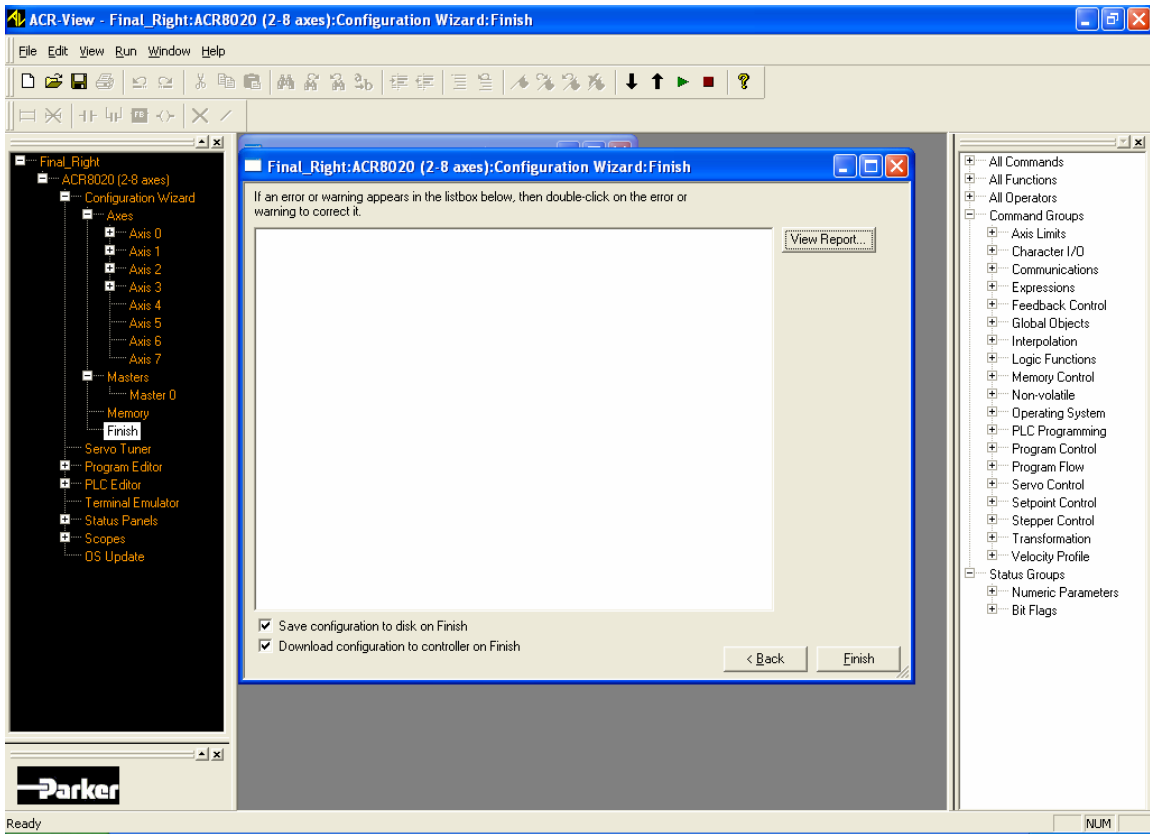 ACR-View - Final_Right:ACR8020 (2-8 axes):Configuration Wizard:Finish
File Edit View Run Window Help
Final_Right
ACR8020 (2-8 axes)
Configuration Wizard
Axes
Axis 0
Axis 1
Axis 2
Axis 3
Axis 4
Axis 5
Axis 6
Axis 7
Masters
Master 0
Memory
Finish
Servo Tuner
Program Editor
PLC Editor
Terminal Emulator
Status Panels
Scopes
OS Update
Parker
Final_Right:ACR8020 (2-8 axes):Configuration Wizard:Finish
If an error or warning appears in the listbox below, then double-click on the error or
warning to correct it.
View Report...
Save configuration to disk on Finish
Download configuration to controller on Finish
< Back Finish
All Commands
All Functions
All Operators
Command Groups
Axis Limits
Character I/O
Communications
Expressions
Feedback Control
Global Objects
Interpolation
Logic Functions
Memory Control
Non-volatile
Operating System
PLC Programming
Program Control
Program Flow
Servo Control
Setpoint Control
Stepper Control
Transformation
Velocity Profile
Status Groups
Numeric Parameters
Bit Flags
Ready NUM